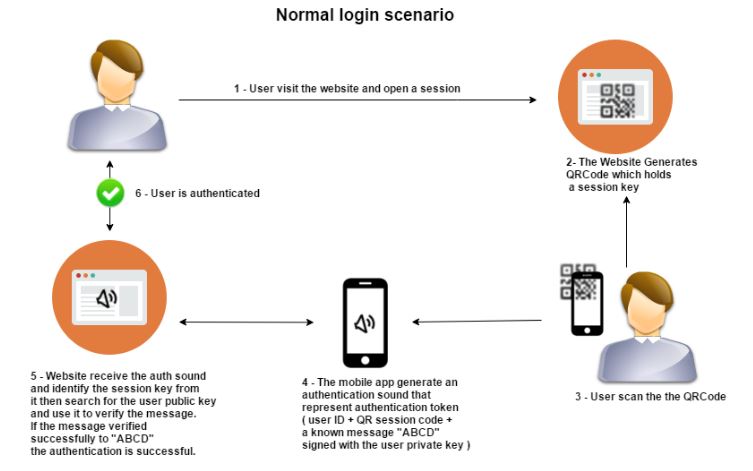 Normal login scenario
1 - User visit the website and open a session
2- The Website Generates
QRCode which holds
a session key
6 - User is authenticated
3 - User scan the the QRCode
4 - The mobile app generate an
authentication sound that
represent authentication token
( user ID + QR session code +
a known message "ABCD"
signed with the user private key )
5 - Website receive the auth sound
and identify the session key from
it then search for the user public key
and use it to verify the message.
If the message verified
successfully to "ABCD"
the authentication is successful.